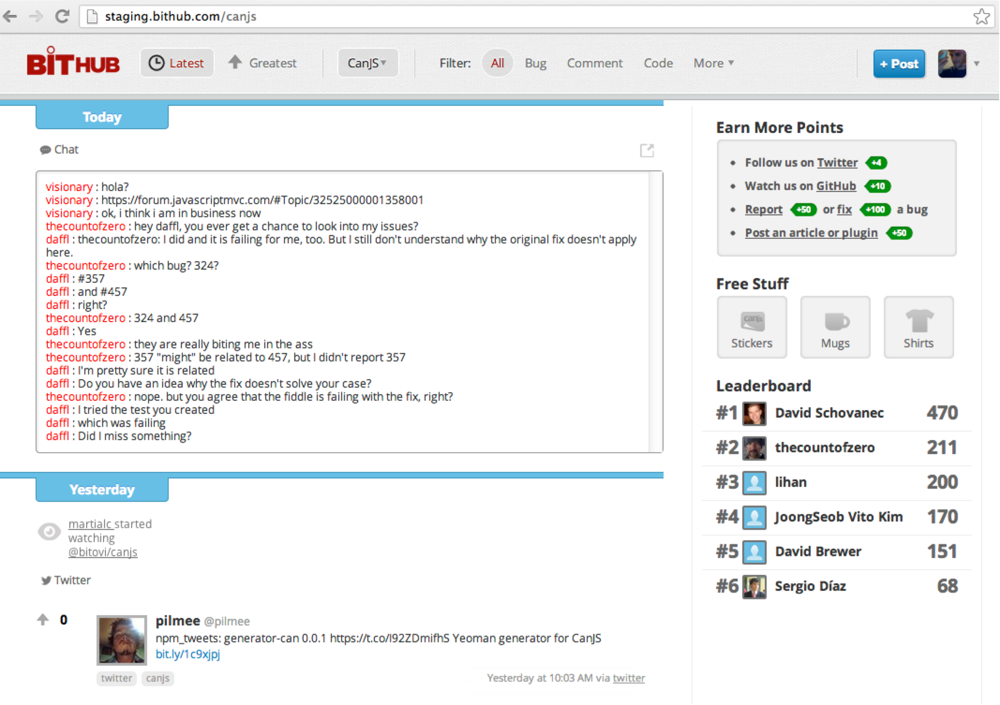 staging.bithub.com/canjs
BITHUB Latest Greatest CanJS Filter: All Bug Comment Code More + Post
Today
Chat
visionary : hola?
visionary : https://forum.javascriptmvc.com/#Topic/32525000001358001
visionary : ok, i think i am in business now
thecountofzero : hey daffl, you ever get a chance to look into my issues?
daffl : thecountofzero: I did and it is failing for me, too. But I still don't understand why the original fix doesn't apply
here.
thecountofzero : which bug? 324?
daffl : #357
daffl : and #457
daffl : right?
thecountofzero : 324 and 457
daffl : Yes
thecountofzero : they are really biting me in the ass
thecountofzero : 357 "might" be related to 457, but I didn't report 357
daffl : I'm pretty sure it is related
daffl : Do you have an idea why the fix doesn't solve your case?
thecountofzero : nope. but you agree that the fiddle is failing with the fix, right?
daffl : I tried the test you created
daffl : which was failing
daffl : Did I miss something?
Yesterday
martialc started
watching
@bitovi/canjs
Twitter
0
pilmee @pilmee
npm_tweets: generator-can 0.0.1 https://t.co/I92ZDmifhS Yeoman generator for CanJS
bit.ly/1c9xjpj
twitter canjs
Yesterday at 10:03 AM via twitter
Earn More Points
• Follow us on Twitter +4
• Watch us on GitHub +10
• Report +50 or fix +100 a bug
• Post an article or plugin +50
Free Stuff
canjs
Stickers Mugs Shirts
Leaderboard
#1 David Schovanec 470
#2 thecountofzero 211
#3 lihan 200
#4 JoongSeob Vito Kim 170
#5 David Brewer 151
#6 Sergio Díaz 68